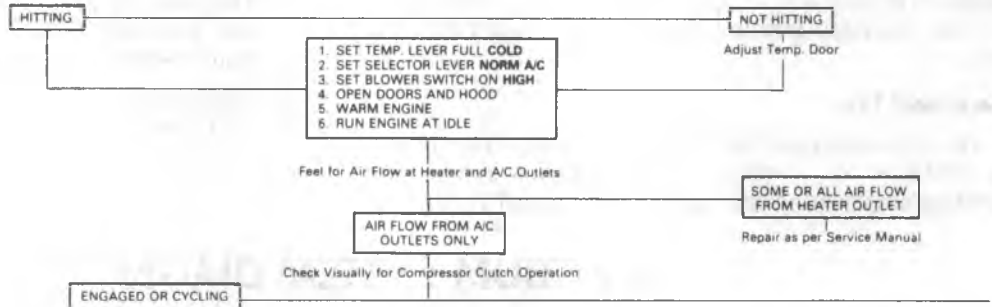 HITTING
NOT HITTING
Adjust Temp. Door
1. SET TEMP. LEVER FULL COLD
2. SET SELECTOR LEVER NORM A/C
3. SET BLOWER SWITCH ON HIGH
4. OPEN DOORS AND HOOD
5. WARM ENGINE
6. RUN ENGINE AT IDLE
Feel for Air Flow at Heater and A/C Outlets
SOME OR ALL AIR FLOW
FROM HEATER OUTLET
Repair as per Service Manual
AIR FLOW FROM A/C
OUTLETS ONLY
Check Visually for Compressor Clutch Operation
ENGAGED OR CYCLING